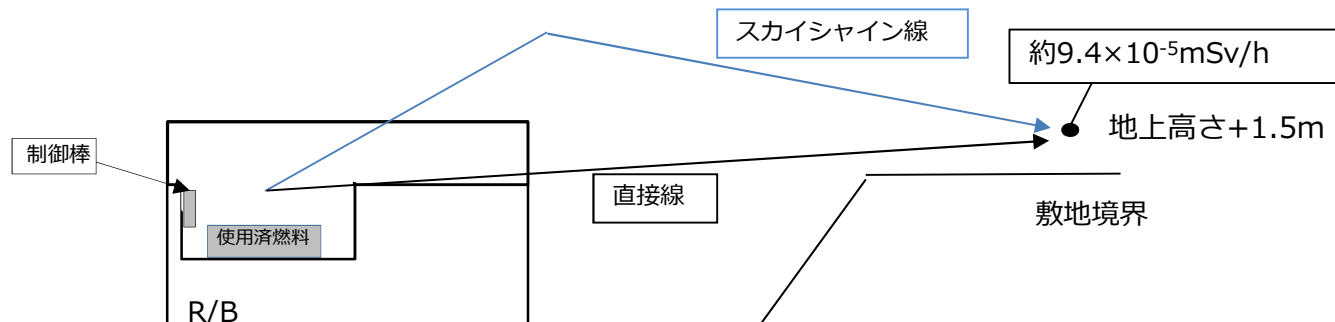 スカイシャイン線
約9.4×10⁻⁵mSv/h
制御棒
地上高さ+1.5m
直接線
敷地境界
使用済燃料
R/B